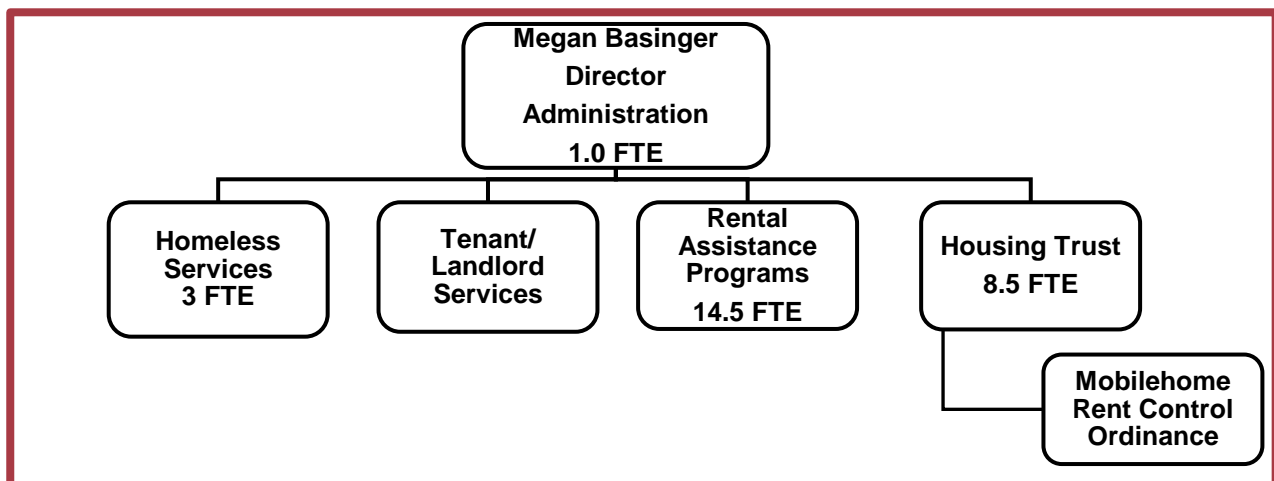 Megan Basinger
Director
Administration
1.0 FTE
Homeless
Services
3 FTE
Tenant/
Landlord
Services
Rental
Assistance
Programs
14.5 FTE
Housing Trust
8.5 FTE
Mobilehome
Rent Control
Ordinance